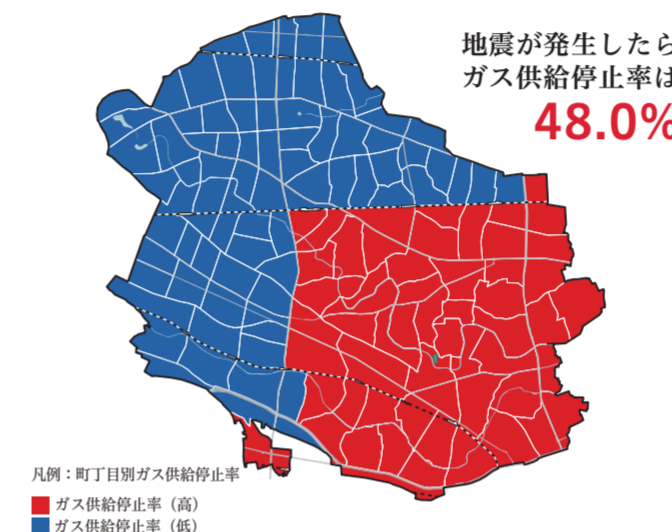 地震が発生したら
ガス供給停止率は
48.0%
凡例：町丁目別ガス供給停止率
ガス供給停止率（高）
ガス供給停止率（低）